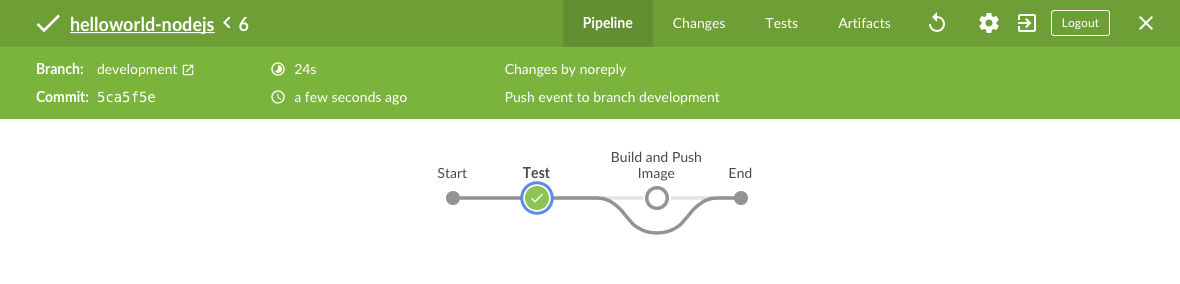 helloworld-nodejs < 6 Pipeline Changes Tests Artifacts Logout
Branch: development 24s Changes by noreply
Commit: 5ca5f5e a few seconds ago Push event to branch development
Build and Push
Start Test Image End